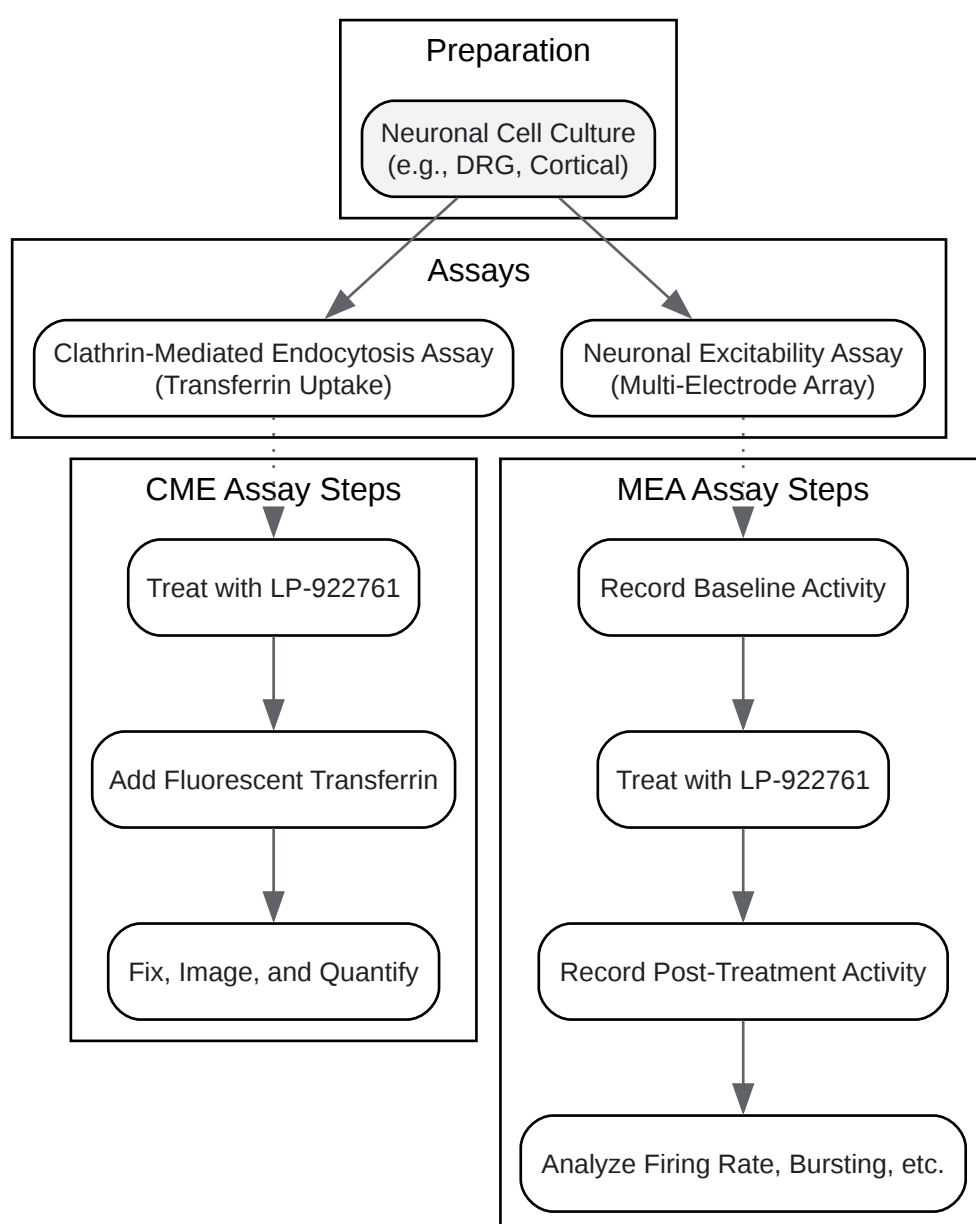 Preparation
Neuronal Cell Culture
(e.g., DRG, Cortical)
Assays
Clathrin-Mediated Endocytosis Assay
(Transferrin Uptake)
Neuronal Excitability Assay
(Multi-Electrode Array)
CME Assay Steps
Treat with LP-922761
Add Fluorescent Transferrin
Fix, Image, and Quantify
MEA Assay Steps
Record Baseline Activity
Treat with LP-922761
Record Post-Treatment Activity
Analyze Firing Rate, Bursting, etc.